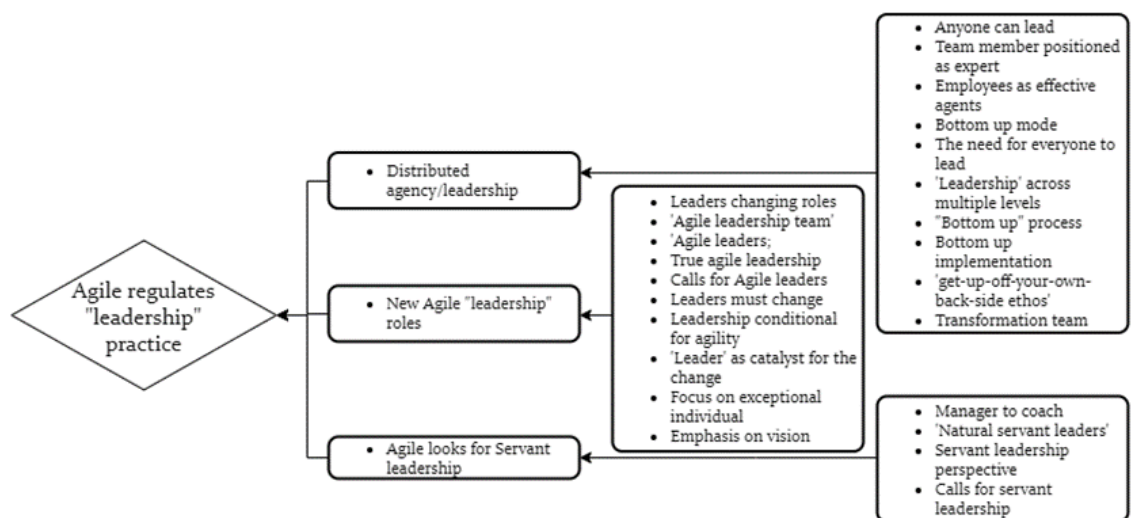 Agile regulates
"leadership"
practice
• Distributed
agency/leadership
• New Agile "leadership"
roles
• Agile looks for Servant
leadership
• Leaders changing roles
• 'Agile leadership team'
• 'Agile leaders;
• True agile leadership
• Calls for Agile leaders
• Leaders must change
• Leadership conditional
for agility
• 'Leader' as catalyst for the
change
• Focus on exceptional
individual
• Emphasis on vision
• Anyone can lead
• Team member positioned
as expert
• Employees as effective
agents
• Bottom up mode
• The need for everyone to
lead
• 'Leadership' across
multiple levels
• "Bottom up" process
• Bottom up
implementation
• 'get-up-off-your-own-
back-side ethos'
• Transformation team
• Manager to coach
• 'Natural servant leaders'
• Servant leadership
perspective
• Calls for servant
leadership